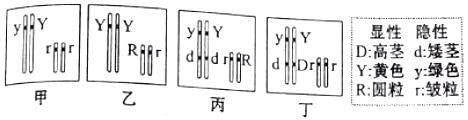 y Y
r r
甲
Y Y
R r
乙
y Y
d d r R
丙
y Y
d D r r
丁
显性 隐性
D:高茎 d:矮茎
Y:黄色 y:绿色
R:圆粒 r:皱粒